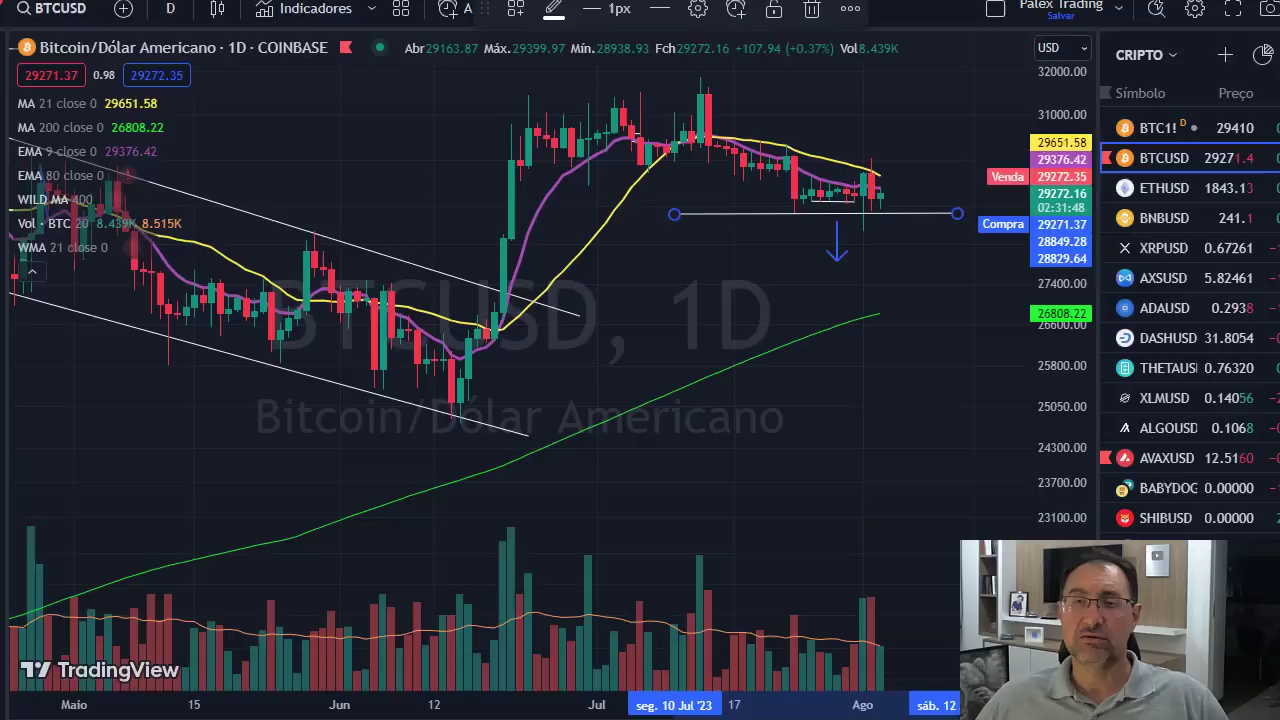 BTCUSD D Indicadores A 1px Palex Trading
Salvar
Bitcoin/Dólar Americano · 1D · COINBASE Abr29163.87 Máx.29399.97 Mín.28938.93 Fch29272.16 +107.94 (+0.37%) Vol8.439K
29271.37 0.98 29272.35
MA 21 close 0 29651.58
MA 200 close 0 26808.22
EMA 9 close 0 29376.42
EMA 80 close 0
WILD.MA 400
Vol · BTC 20 8.439K 8.515K
WMA 21 close 0
BTCUSD, 1D
Bitcoin/Dólar Americano
USD
32000.00
31000.00
29651.58
29376.42
Venda 29272.35
29272.16
02:31:48
Compra 29271.37
28849.28
28829.64
27400.00
26808.22
26600.00
25800.00
25050.00
24300.00
23700.00
23100.00
CRIPTO
Símbolo Preço
BTC1! D 29410
BTCUSD 29271.4
ETHUSD 1843.13
BNBUSD 241.1
XRPUSD 0.67261
AXSUSD 5.82461
ADAUSD 0.2938
DASHUSD 31.8054
THETAUS 0.76320
XLMUSD 0.14056
ALGOUSD 0.1068
AVAXUSD 12.5160
BABYDOG 0.00000
SHIBUSD 0.00000
TradingView
Maio 15 Jun 12 Jul seg. 10 Jul '23 17 Ago sáb. 12